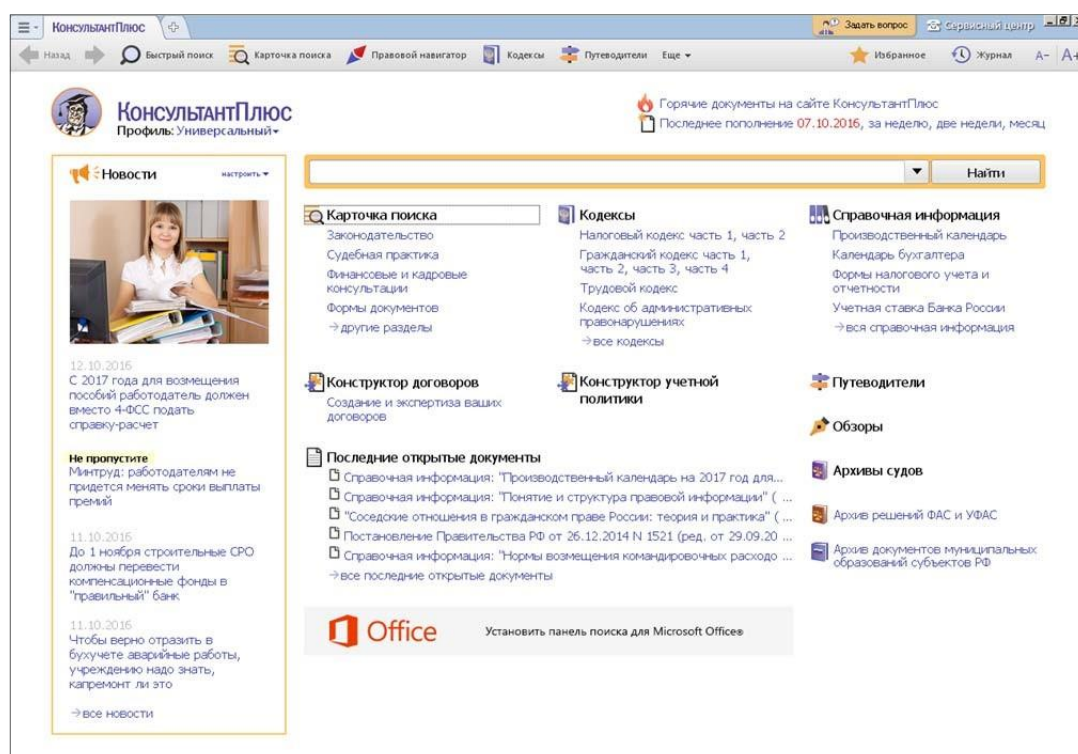 КонсультантПлюс
Задать вопрос
Сервисный центр
Назад
Быстрый поиск
Карточка поиска
Правовой навигатор
Кодексы
Путеводители
Еще
Избранное
Журнал
А-
А+
КонсультантПлюс
Профиль: Универсальный
Горячие документы на сайте КонсультантПлюс
Последнее пополнение 07.10.2016, за неделю, две недели, месяц
Новости
настроить
12.10.2016
С 2017 года для возмещения
пособий работодатель должен
вместо 4-ФСС подать
справку-расчет
Не пропустите
Минтруд: работодателям не
придется менять сроки выплаты
премий
11.10.2016
До 1 ноября строительные СРО
должны перевести
компенсационные фонды в
"правильный" банк
11.10.2016
Чтобы верно отразить в
бухучете аварийные работы,
учреждению надо знать,
капремонт ли это
→все новости
Найти
Карточка поиска
Законодательство
Судебная практика
Финансовые и кадровые
консультации
Формы документов
→другие разделы
Кодексы
Налоговый кодекс часть 1, часть 2
Гражданский кодекс часть 1,
часть 2, часть 3, часть 4
Трудовой кодекс
Кодекс об административных
правонарушениях
→все кодексы
Справочная информация
Производственный календарь
Календарь бухгалтера
Формы налогового учета и
отчетности
Учетная ставка Банка России
→вся справочная информация
Конструктор договоров
Создание и экспертиза ваших
договоров
Конструктор учетной
политики
Путеводители
Обзоры
Архивы судов
Архив решений ФАС и УФАС
Архив документов муниципальных
образований субъектов РФ
Последние открытые документы
Справочная информация: "Производственный календарь на 2017 год для...
Справочная информация: "Понятие и структура правовой информации" ( ...
"Соседские отношения в гражданском праве России: теория и практика" ( ...
Постановление Правительства РФ от 26.12.2014 N 1521 (ред. от 29.09.20 ...
Справочная информация: "Нормы возмещения командировочных расходо ...
→все последние открытые документы
Office
Установить панель поиска для Microsoft Office®